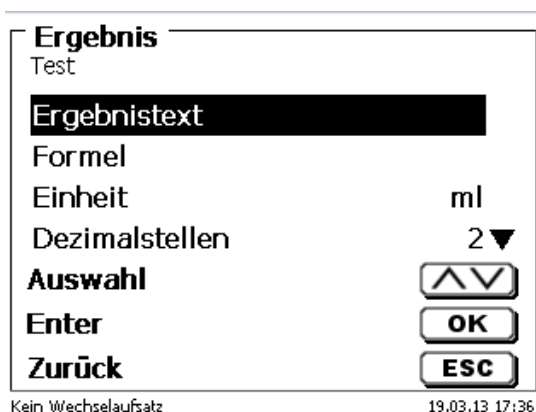 Ergebnis
Test
Ergebnistext
Formel
Einheit ml
Dezimalstellen 2▼
Auswahl
Enter OK
Zurück ESC
Kein Wechselaufsatz 19.03.13 17:36